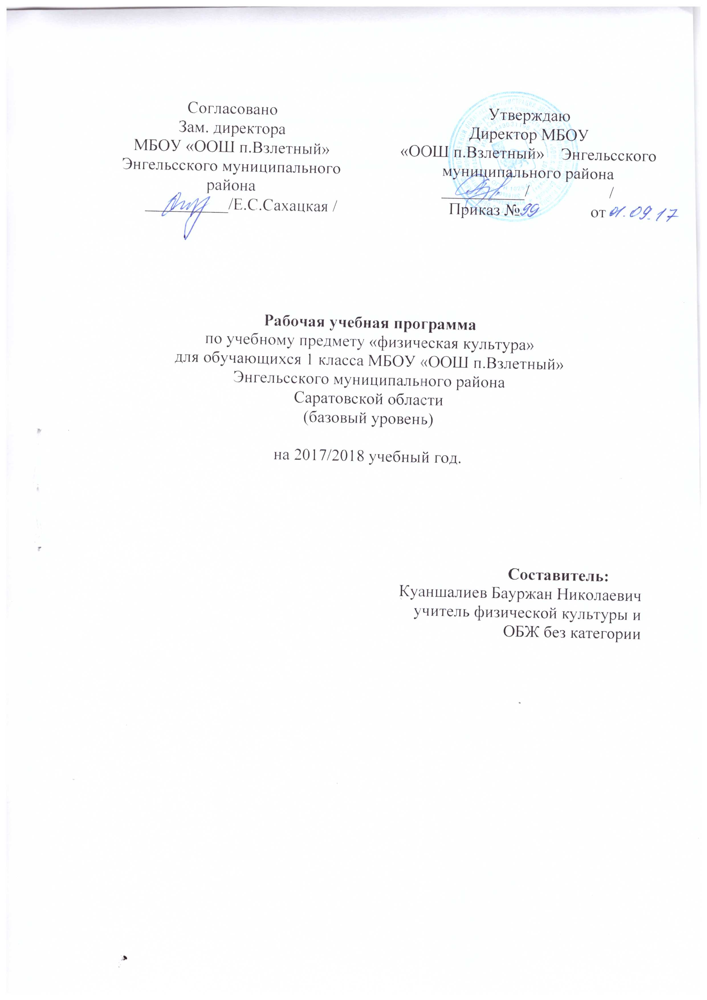 Согласовано
Зам. директора
МБОУ «ООШ п.Взлетный»
Энгельсского муниципального
района
/Е.С.Сахацкая /
Утверждаю
Директор МБОУ
«ООШ п.Взлетный» Энгельсского
муниципального района
/ /
Приказ №99 от 01.09.17
Рабочая учебная программа
по учебному предмету «физическая культура»
для обучающихся 1 класса МБОУ «ООШ п.Взлетный»
Энгельсского муниципального района
Саратовской области
(базовый уровень)
на 2017/2018 учебный год.
Составитель:
Куаншалиев Бауржан Николаевич
учитель физической культуры и
ОБЖ без категории